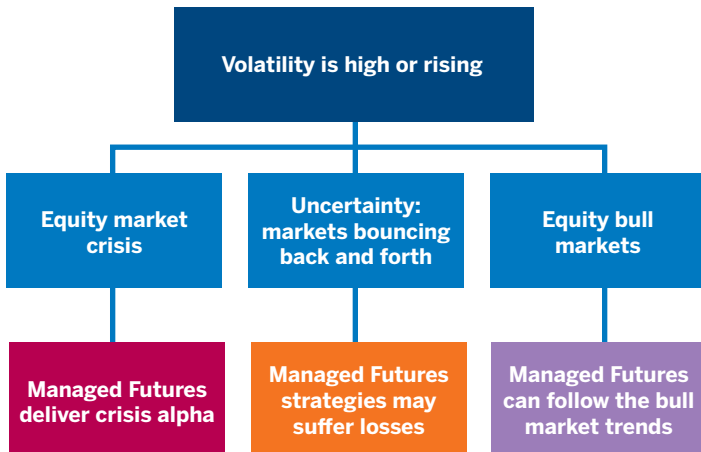 Volatility is high or rising
Equity market
crisis
Uncertainty:
markets bouncing
back and forth
Equity bull
markets
Managed Futures
deliver crisis alpha
Managed Futures
strategies may
suffer losses
Managed Futures
can follow the bull
market trends